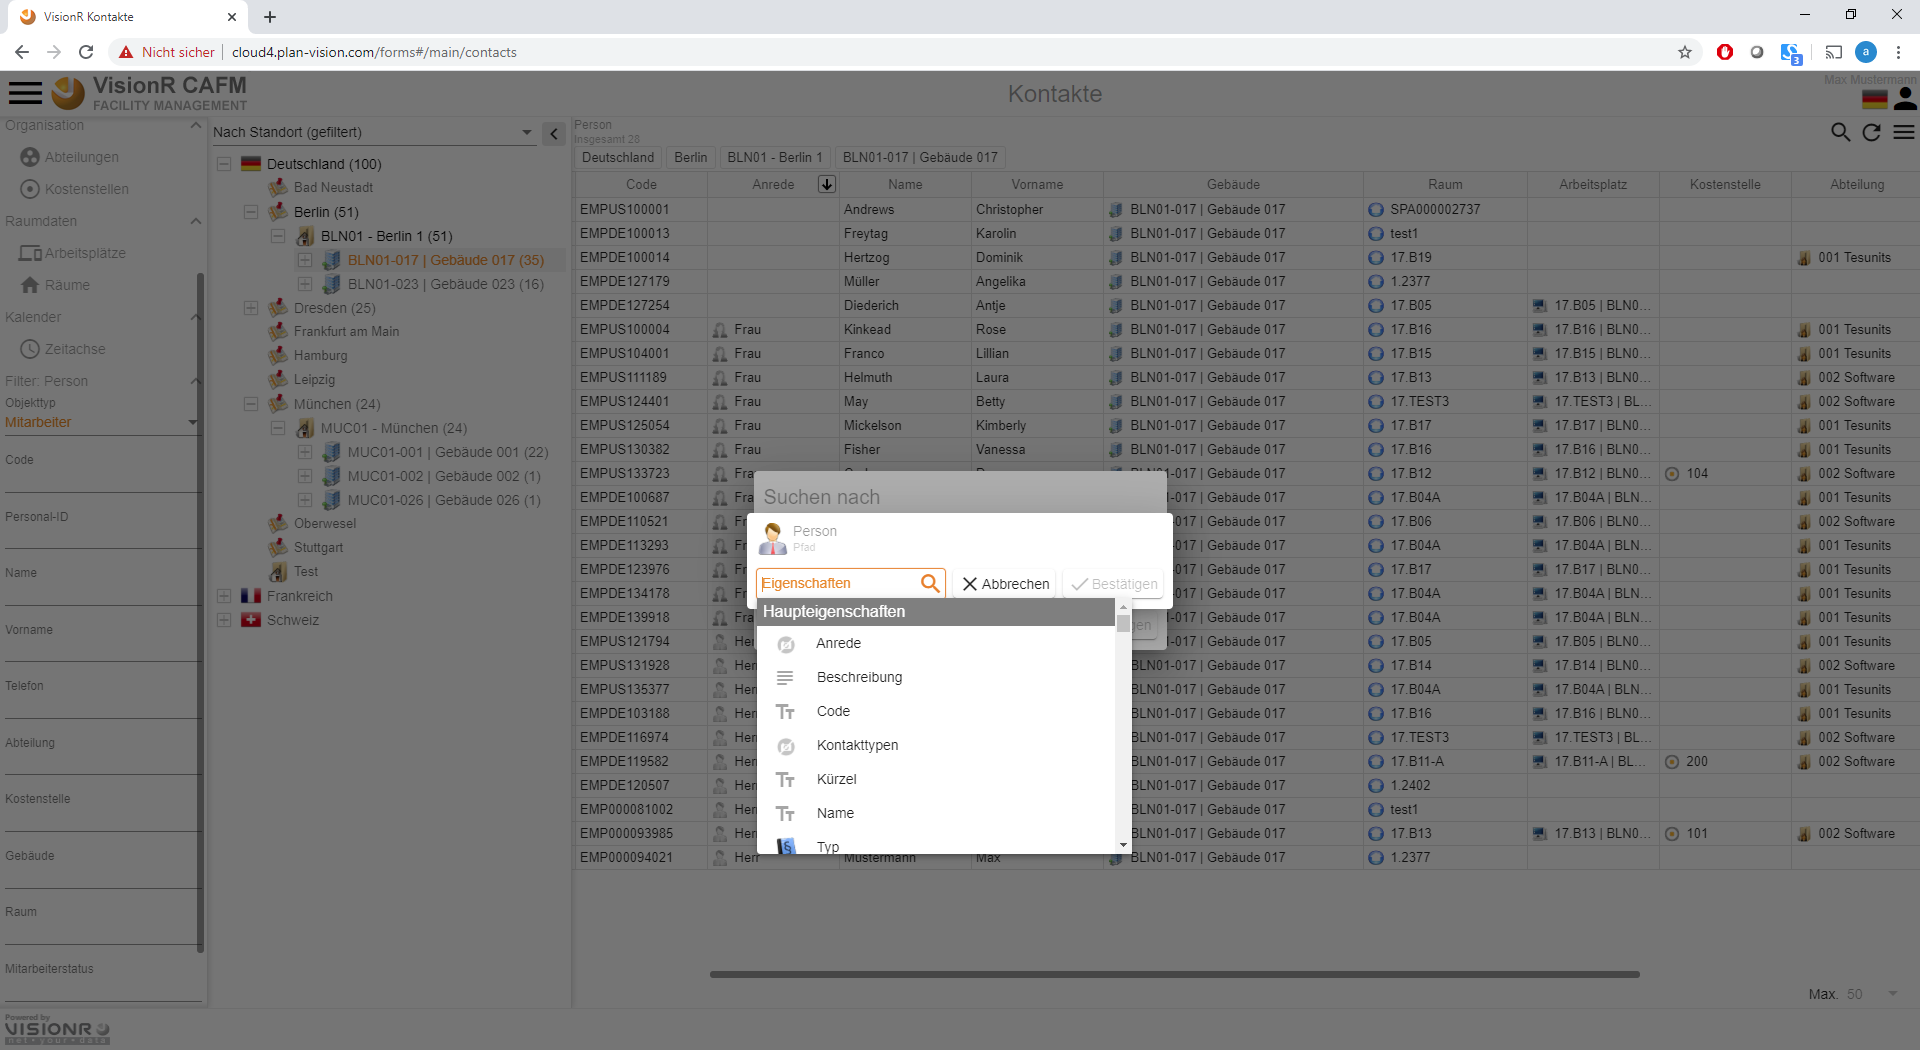 VisionR Kontakte
Nicht sicher
cloud4.plan-vision.com/forms#/main/contacts
3
a
VisionR CAFM
FACILITY MANAGEMENT
Kontakte
Max Mustermann
Organisation
Abteilungen
Kostenstellen
Raumdaten
Arbeitsplätze
Räume
Kalender
Zeitachse
Filter: Person
Objekttyp
Mitarbeiter
Code
Personal-ID
Name
Vorname
Telefon
Abteilung
Kostenstelle
Gebäude
Raum
Mitarbeiterstatus
Powered by
VISIONR
net-your-data
Nach Standort (gefiltert)
Deutschland (100)
Bad Neustadt
Berlin (51)
BLN01 - Berlin 1 (51)
BLN01-017 | Gebäude 017 (35)
BLN01-023 | Gebäude 023 (16)
Dresden (25)
Frankfurt am Main
Hamburg
Leipzig
München (24)
MUC01 - München (24)
MUC01-001 | Gebäude 001 (22)
MUC01-002 | Gebäude 002 (1)
MUC01-026 | Gebäude 026 (1)
Oberwesel
Stuttgart
Test
Frankreich
Schweiz
Person
Insgesamt 28
Deutschland Berlin BLN01 - Berlin 1 BLN01-017 | Gebäude 017
Code Anrede Name Vorname Gebäude Raum Arbeitsplatz Kostenstelle Abteilung
EMPUS100001 Andrews Christopher BLN01-017 | Gebäude 017 SPA000002737
EMPDE100013 Freytag Karolin BLN01-017 | Gebäude 017 test1
EMPDE100014 Hertzog Dominik BLN01-017 | Gebäude 017 17.B19 001 Tesunits
EMPDE127179 Müller Angelika BLN01-017 | Gebäude 017 1.2377
EMPDE127254 Diederich Antje BLN01-017 | Gebäude 017 17.B05 17.B05 | BLN0...
EMPUS100004 Frau Kinkead Rose BLN01-017 | Gebäude 017 17.B16 17.B16 | BLN0... 001 Tesunits
EMPUS104001 Frau Franco Lillian BLN01-017 | Gebäude 017 17.B15 17.B15 | BLN0... 001 Tesunits
EMPUS111189 Frau Helmuth Laura BLN01-017 | Gebäude 017 17.B13 17.B13 | BLN0... 002 Software
EMPUS124401 Frau May Betty BLN01-017 | Gebäude 017 17.TEST3 17.TEST3 | BL... 002 Software
EMPUS125054 Frau Mickelson Kimberly BLN01-017 | Gebäude 017 17.B17 17.B17 | BLN0... 001 Tesunits
EMPUS130382 Frau Fisher Vanessa BLN01-017 | Gebäude 017 17.B16 17.B16 | BLN0... 001 Tesunits
EMPUS133723 Frau BLN01-017 | Gebäude 017 17.B12 17.B12 | BLN0... 104 002 Software
EMPDE100687 Fra LN01-017 | Gebäude 017 17.B04A 17.B04A | BLN... 001 Tesunits
EMPDE110521 Fr LN01-017 | Gebäude 017 17.B06 17.B06 | BLN0... 002 Software
EMPDE113293 Fr LN01-017 | Gebäude 017 17.B04A 17.B04A | BLN... 001 Tesunits
EMPDE123976 Fr LN01-017 | Gebäude 017 17.B17 17.B17 | BLN0... 001 Tesunits
EMPDE134178 Fr LN01-017 | Gebäude 017 17.B04A 17.B04A | BLN... 001 Tesunits
EMPDE139918 Fra LN01-017 | Gebäude 017 17.B04A 17.B04A | BLN... 001 Tesunits
EMPUS121794 Her LN01-017 | Gebäude 017 17.B05 17.B05 | BLN0... 001 Tesunits
EMPUS131928 Her BLN01-017 | Gebäude 017 17.B14 17.B14 | BLN0... 002 Software
EMPUS135377 Her BLN01-017 | Gebäude 017 17.B04A 17.B04A | BLN... 001 Tesunits
EMPDE103188 Her BLN01-017 | Gebäude 017 17.B16 17.B16 | BLN0... 001 Tesunits
EMPDE116974 Her BLN01-017 | Gebäude 017 17.TEST3 17.TEST3 | BL... 002 Software
EMPDE119582 Her BLN01-017 | Gebäude 017 17.B11-A 17.B11-A | BL... 200 002 Software
EMPDE120507 Her BLN01-017 | Gebäude 017 1.2402
EMP000081002 Her BLN01-017 | Gebäude 017 test1
EMP000093985 Her BLN01-017 | Gebäude 017 17.B13 17.B13 | BLN0... 101 002 Software
EMP000094021 Herr Mustermann Max BLN01-017 | Gebäude 017 1.2377
Max. 50
Suchen nach
Person
Pfad
Eigenschaften
Abbrechen
Bestätigen
gen
Haupteigenschaften
Anrede
Beschreibung
Code
Kontakttypen
Kürzel
Name
Typ